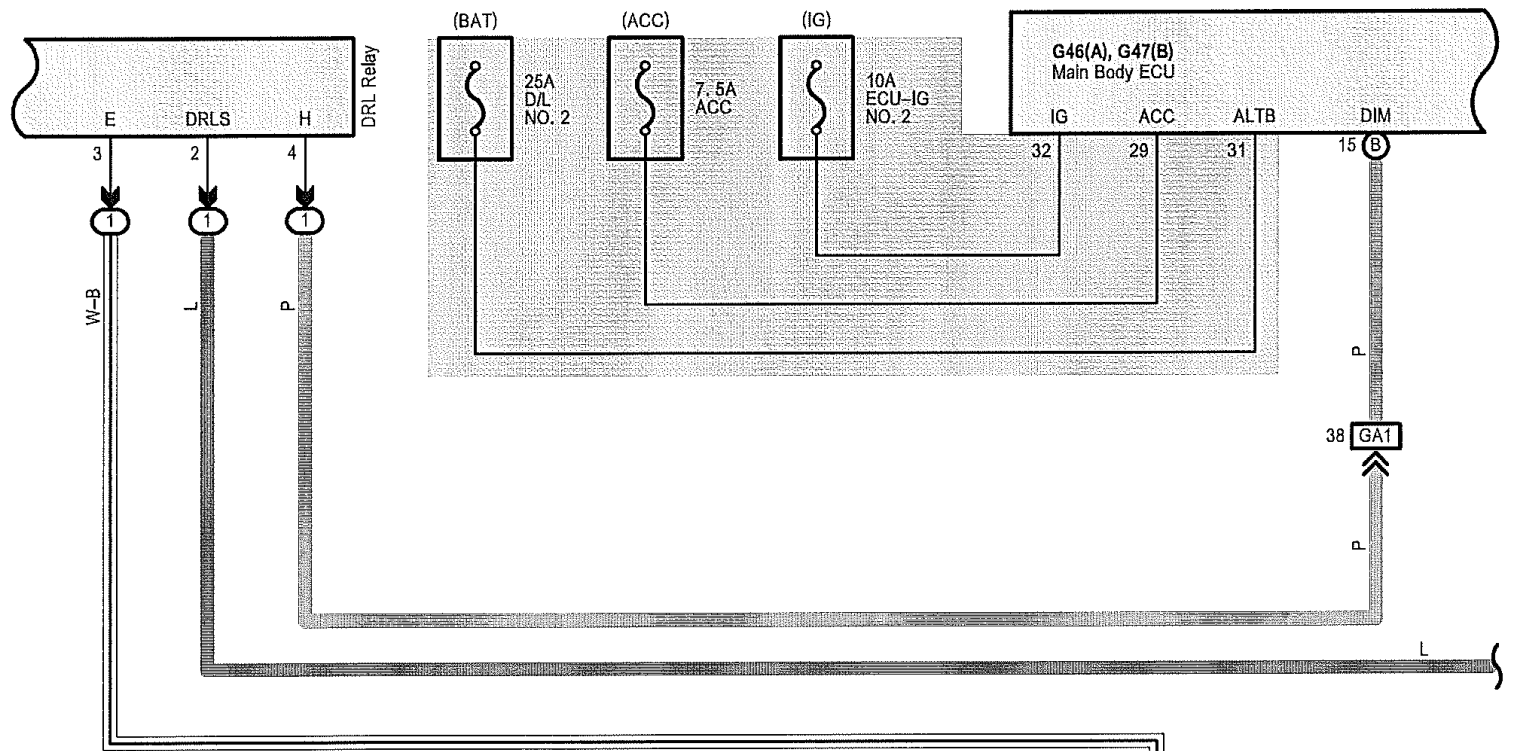 (BAT)
(ACC)
(IG)
DRL Relay
E
DRLS
H
3
2
4
1
1
1
25A
D/L
NO. 2
7. 5A
ACC
10A
ECU–IG
NO. 2
G46(A), G47(B)
Main Body ECU
IG
ACC
ALTB
DIM
32
29
31
15
B
W–B
L
P
P
38
GA1
P
L